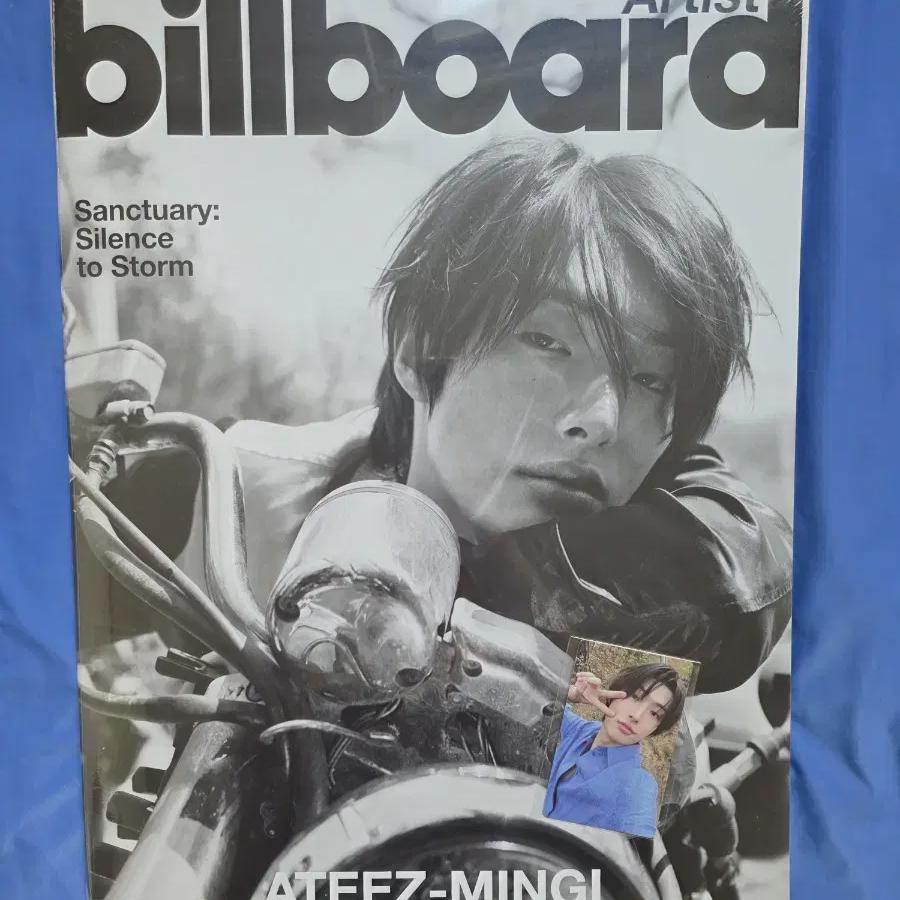 Artist
billboard
Sanctuary:
Silence
to Storm
ATEEZ-MINGI